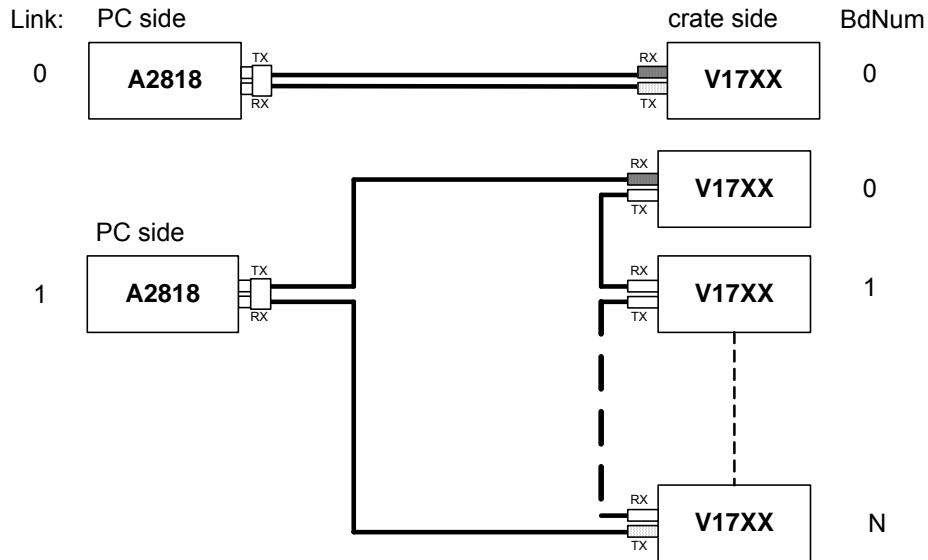 Link: PC side crate side BdNum
TX RX
0 A2818 V17XX 0
RX TX
RX
V17XX 0
TX
PC side
TX RX
1 A2818 V17XX 1
RX TX
RX
V17XX N
TX